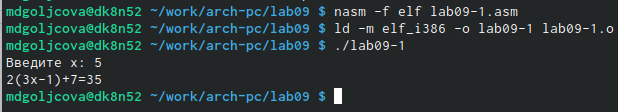 mdgoljcova@dk8n52 ~/work/arch-pc/lab09 $ nasm -f elf lab09-1.asm
mdgoljcova@dk8n52 ~/work/arch-pc/lab09 $ ld -m elf_i386 -o lab09-1 lab09-1.o
mdgoljcova@dk8n52 ~/work/arch-pc/lab09 $ ./lab09-1
Введите x: 5
2(3x-1)+7=35
mdgoljcova@dk8n52 ~/work/arch-pc/lab09 $